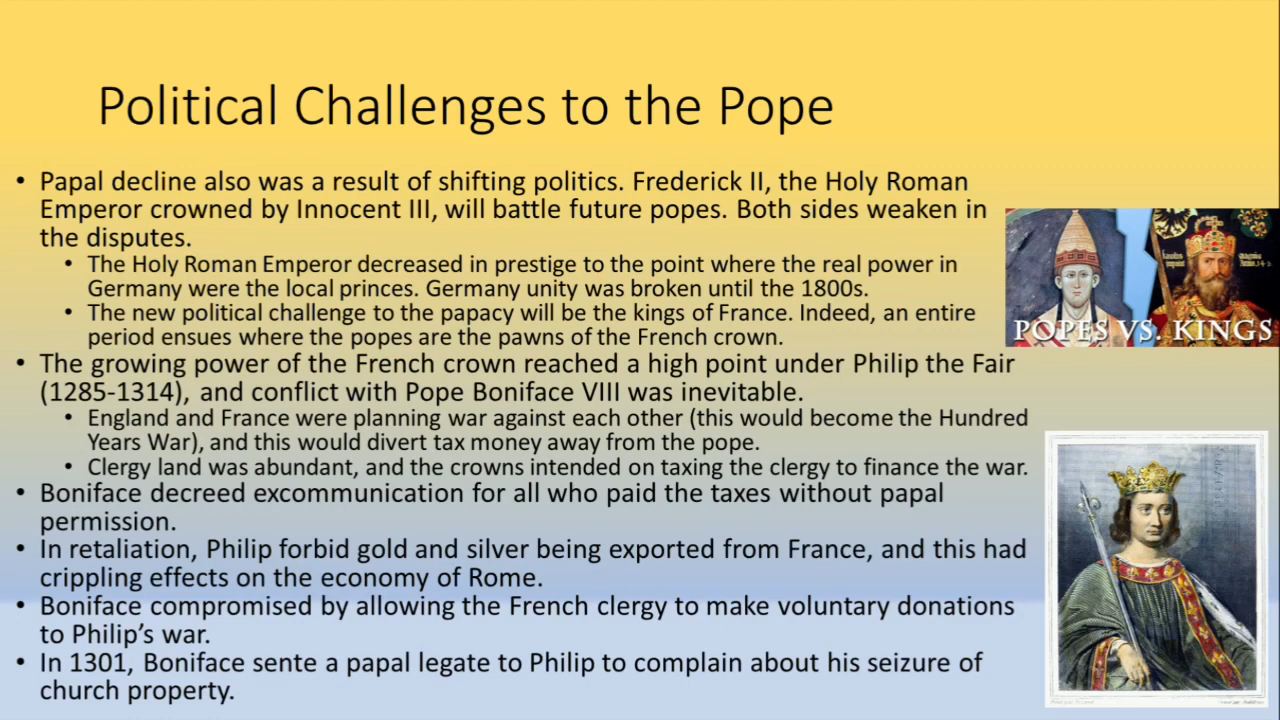 Political Challenges to the Pope
• Papal decline also was a result of shifting politics. Frederick II, the Holy Roman
Emperor crowned by Innocent III, will battle future popes. Both sides weaken in
the disputes.
• The Holy Roman Emperor decreased in prestige to the point where the real power in
Germany were the local princes. Germany unity was broken until the 1800s.
• The new political challenge to the papacy will be the kings of France. Indeed, an entire
period ensues where the popes are the pawns of the French crown.
• The growing power of the French crown reached a high point under Philip the Fair
(1285-1314), and conflict with Pope Boniface VIII was inevitable.
• England and France were planning war against each other (this would become the Hundred
Years War), and this would divert tax money away from the pope.
• Clergy land was abundant, and the crowns intended on taxing the clergy to finance the war.
• Boniface decreed excommunication for all who paid the taxes without papal
permission.
• In retaliation, Philip forbid gold and silver being exported from France, and this had
crippling effects on the economy of Rome.
• Boniface compromised by allowing the French clergy to make voluntary donations
to Philip’s war.
• In 1301, Boniface sente a papal legate to Philip to complain about his seizure of
church property.
POPES VS. KINGS